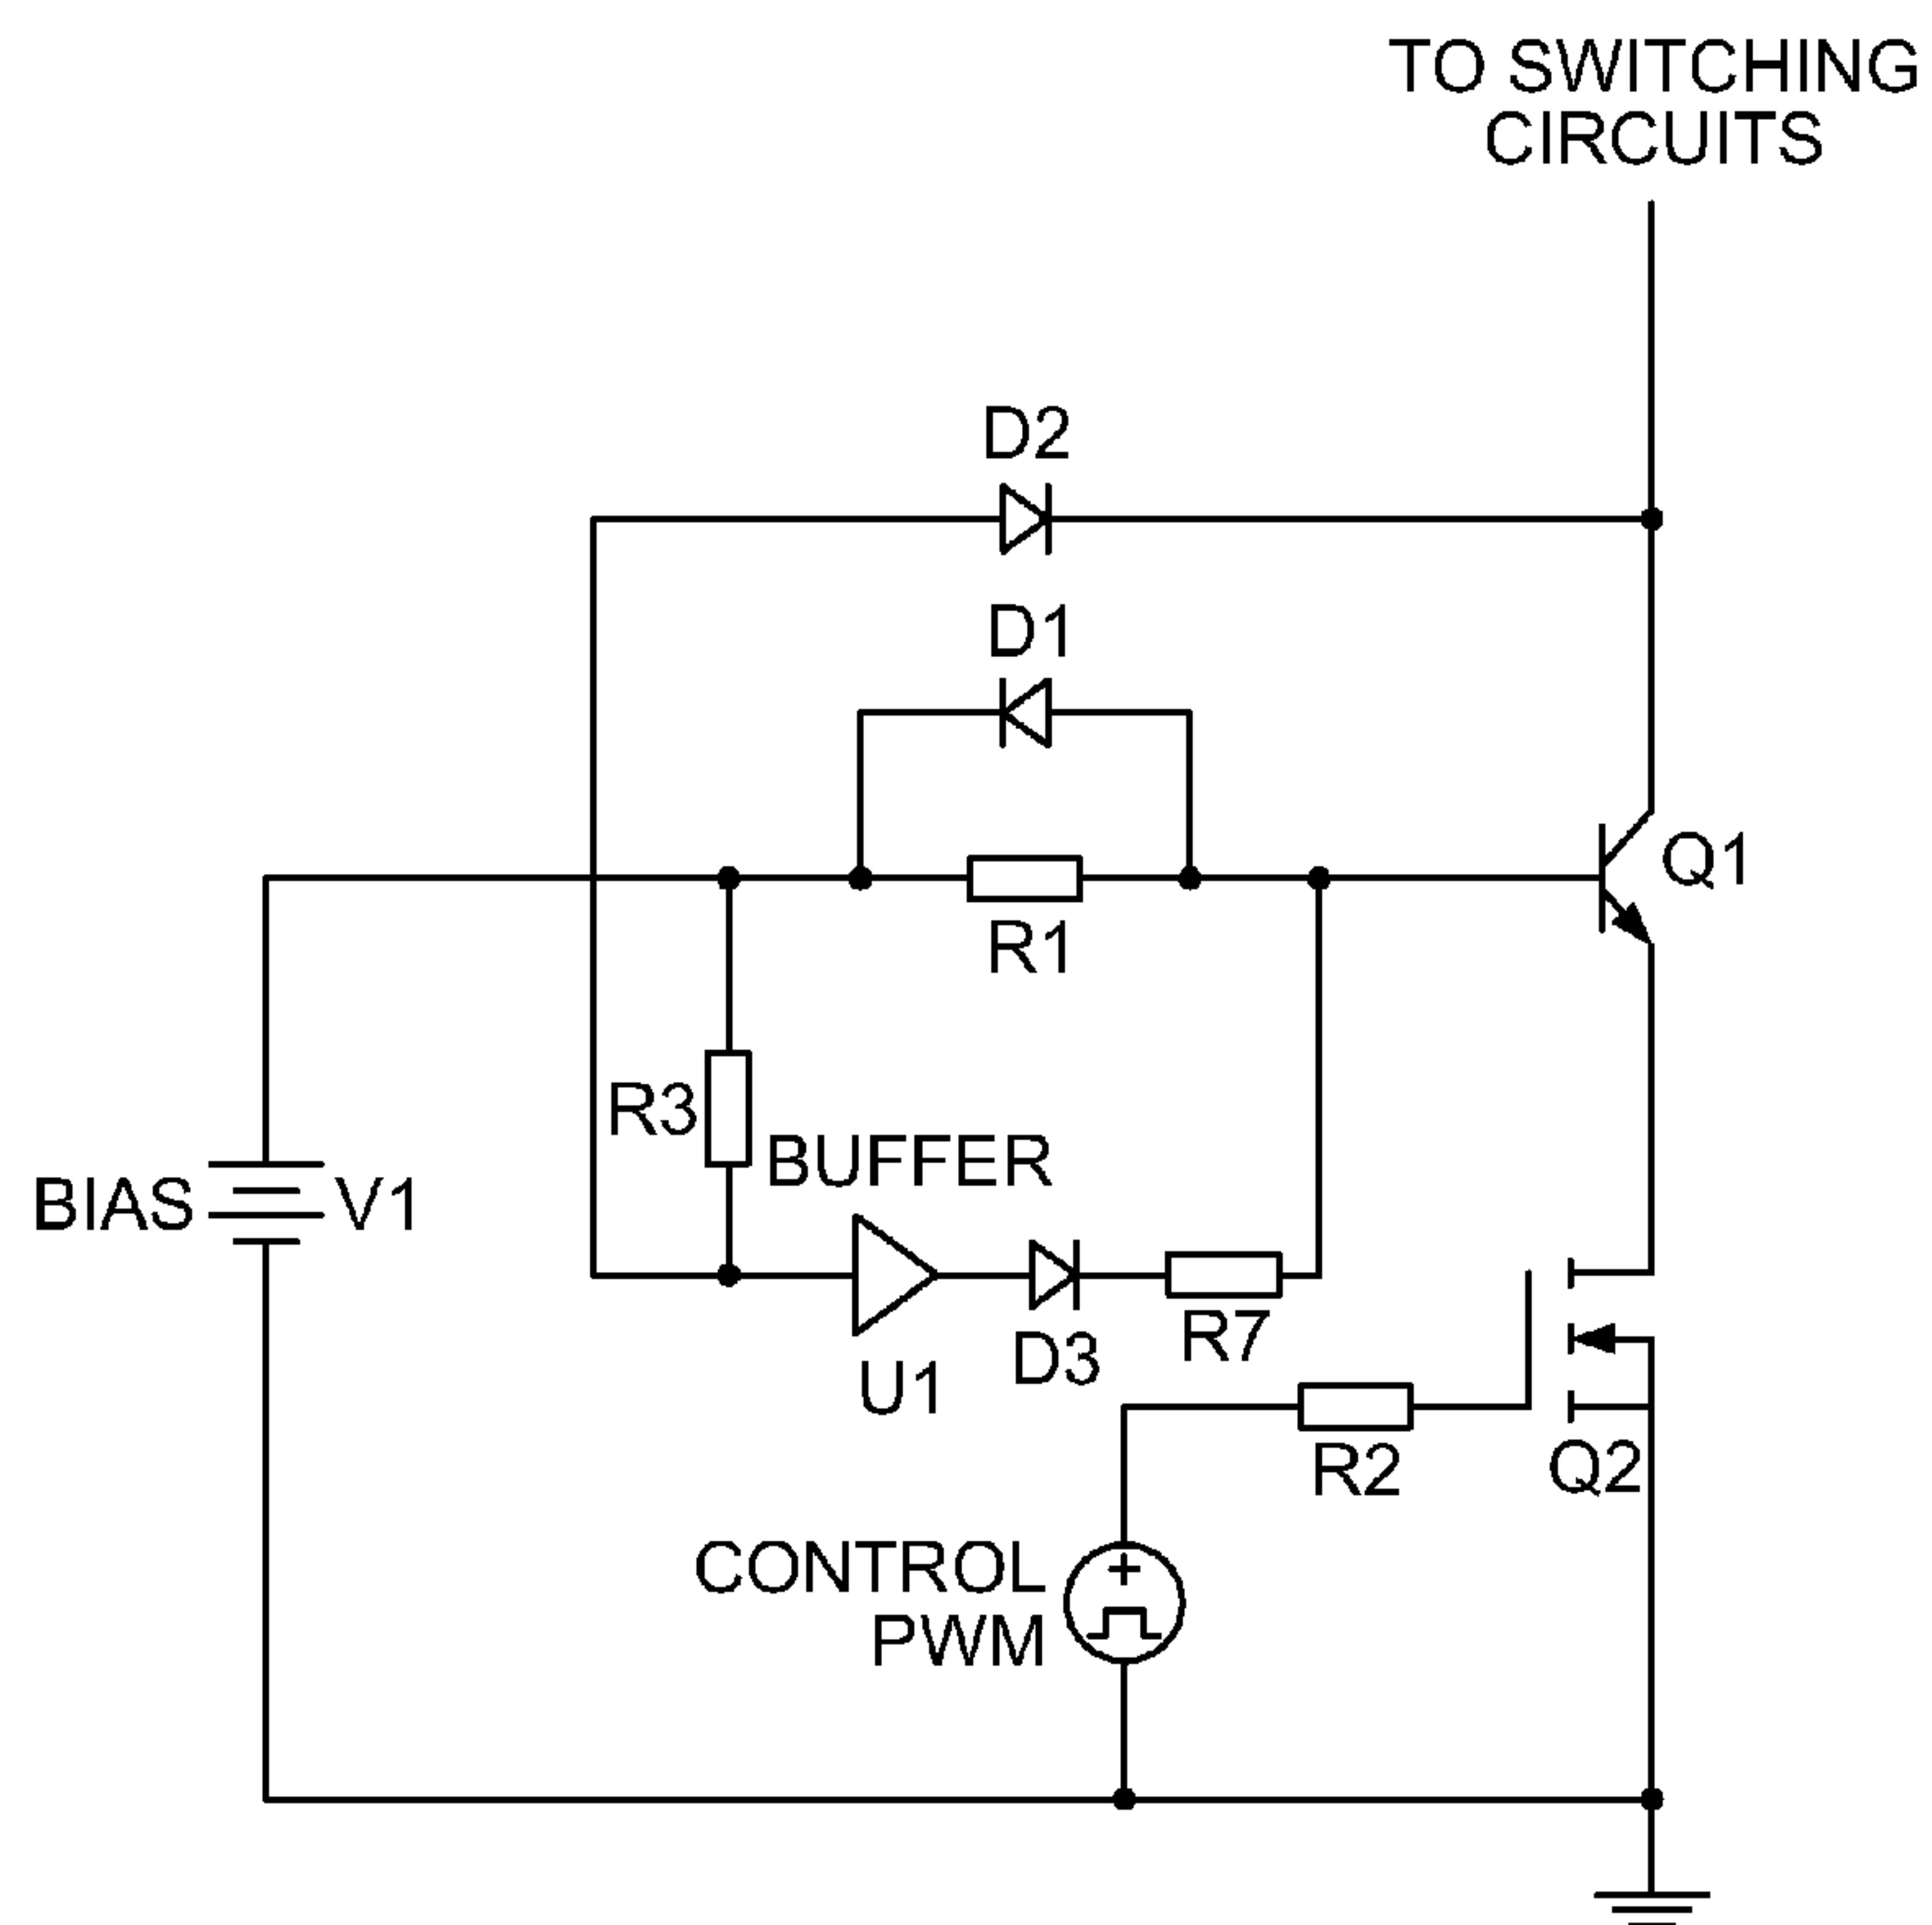 TO SWITCHING
CIRCUITS
D2
D1
Q1
R1
R3
BUFFER
BIAS
V1
U1
D3
R7
R2
Q2
CONTROL
PWM
+